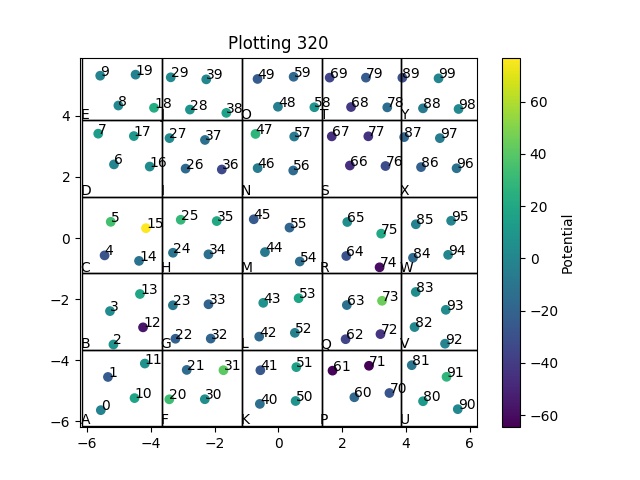 Plotting 320
9 19 29 39 49 59 69 79 89 99
8 18 28 38 48 58 68 78 88 98
E J O T Y
7 17 27 37 47 57 67 77 87 97
6 16 26 36 46 56 66 76 86 96
D I N S X
5 15 25 35 45 55 65 75 85 95
4 14 24 34 44 54 64 74 84 94
C H M R W
3 13 23 33 43 53 63 73 83 93
2 12 22 32 42 52 62 72 82 92
B G L Q V
1 11 21 31 41 51 61 71 81 91
0 10 20 30 40 50 60 70 80 90
A F K P U
4
2
0
−2
−4
−6
−6 −4 −2 0 2 4 6
60
40
20
0
−20
−40
−60
Potential